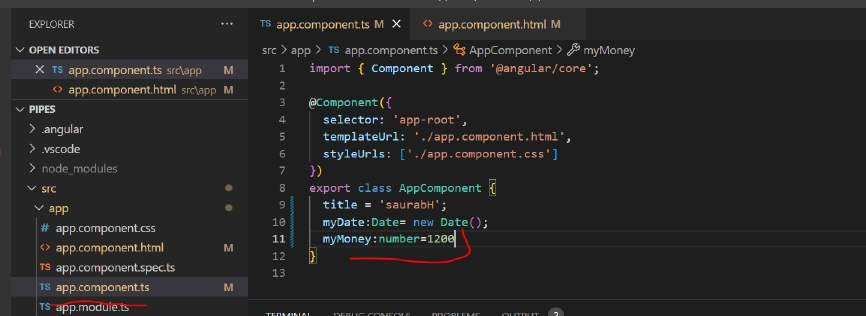 EXPLORER ...
OPEN EDITORS
TS app.component.ts src\app M
<> app.component.html src\app M
PIPES
.angular
.vscode
node_modules
src
app
# app.component.css
<> app.component.html M
TS app.component.spec.ts
TS app.component.ts M
TS app.module.ts
TS app.component.ts M X
<> app.component.html M
src > app > TS app.component.ts > AppComponent > myMoney
1 import { Component } from '@angular/core';
2
3 @Component({
4 selector: 'app-root',
5 templateUrl: './app.component.html',
6 styleUrls: ['./app.component.css']
7 })
8 export class AppComponent {
9 title = 'saurabH';
10 myDate:Date= new Date();
11 myMoney:number=1200
12 }
13
TERMINAL DEBUG CONSOLE PROBLEMS OUTPUT 2